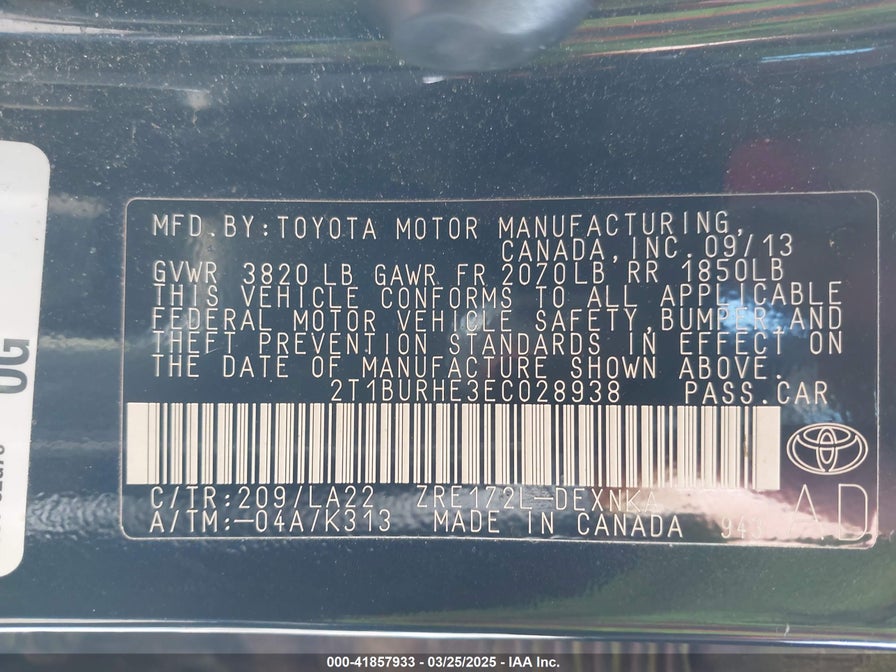 MFD.BY:TOYOTA MOTOR MANUFACTURING,
CANADA,INC.09/13
GVWR 3820 LB GAWR FR 2070LB RR 1850LB
THIS VEHICLE CONFORMS TO ALL APPLICABLE
FEDERAL MOTOR VEHICLE SAFETY,BUMPER,AND
THEFT PREVENTION STANDARDS IN EFFECT ON
THE DATE OF MANUFACTURE SHOWN ABOVE.
2T1BURHE3EC028938 PASS.CAR
C/TR:209/LA22 ZRE172L-DEXNKA
A/TM:-04A/K313 MADE IN CANADA
AD
OG
000-41857933 - 03/25/2025 - IAA Inc.